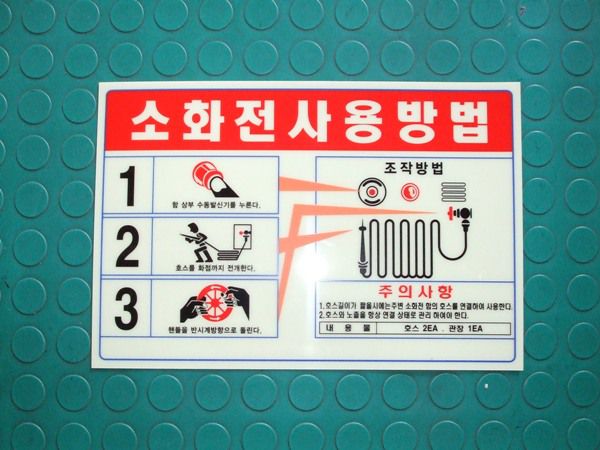 소화전사용방법
1
함 상부 수동발신기를 누른다.
2
호스를 화점까지 전개한다.
3
핸들을 반시계방향으로 돌린다.
조작방법
주의사항
1.호스길이가 짧을시에는주변 소화전 함의 호스를 연결하여 사용한다.
2.호스와 노즐을 항상 연결 상태로 관리 하여야 한다.
내 용 물 호스 2EA . 관창 1EA